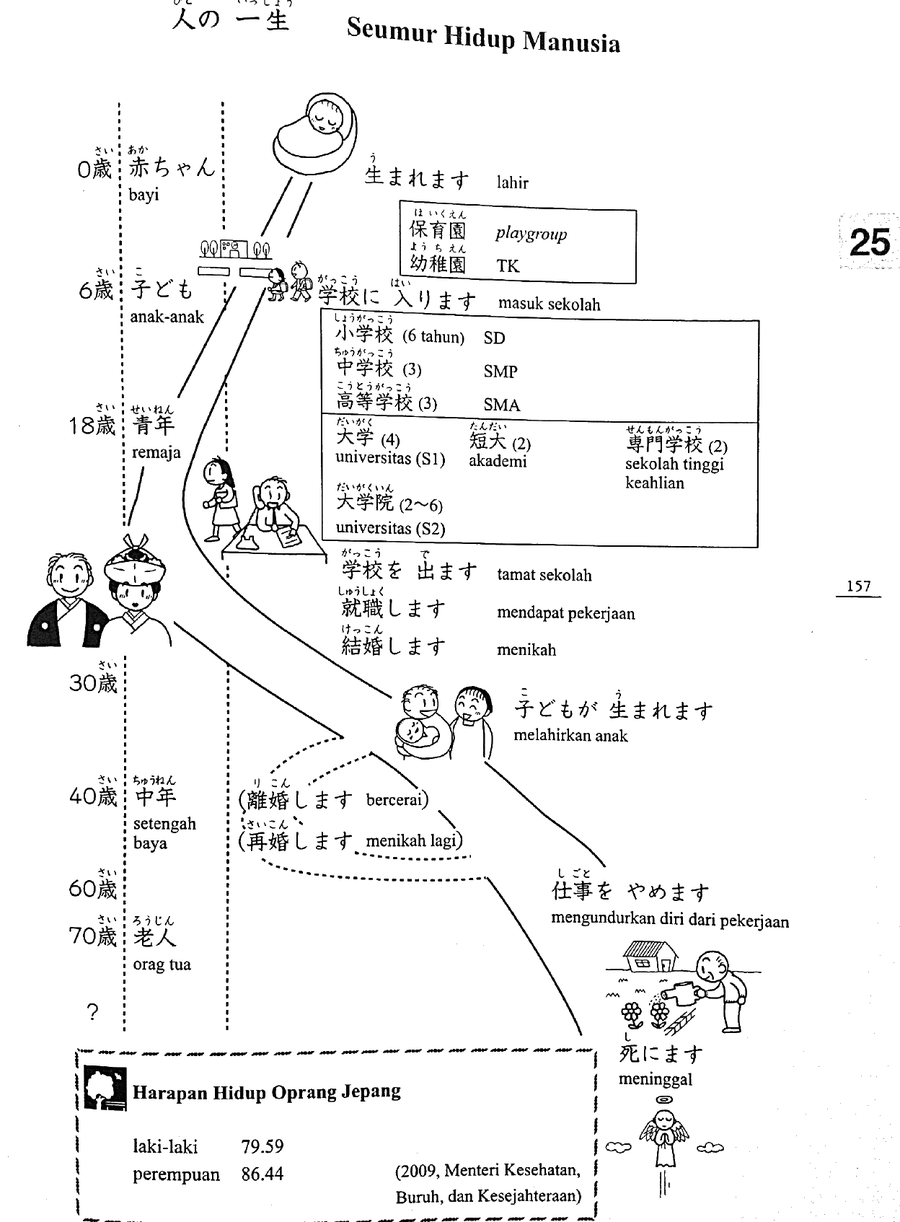 人の 一生 Seumur Hidup Manusia
0歳 赤ちゃん
bayi
生まれます lahir
保育園 playgroup
幼稚園 TK
25
6歳 子ども
anak-anak
学校に 入ります masuk sekolah
小学校 (6 tahun) SD
中学校 (3) SMP
高等学校 (3) SMA
18歳 青年
remaja
大学 (4) 短大 (2) 専門学校 (2)
universitas (S1) akademi sekolah tinggi
keahlian
大学院 (2〜6)
universitas (S2)
学校を 出ます tamat sekolah
就職します mendapat pekerjaan
結婚します menikah
157
30歳
子どもが 生まれます
melahirkan anak
40歳 中年
setengah
baya
(離婚します bercerai)
(再婚します menikah lagi)
60歳
仕事を やめます
mengundurkan diri dari pekerjaan
70歳 老人
orag tua
?
死にます
meninggal
Harapan Hidup Oprang Jepang
laki-laki 79.59
perempuan 86.44
(2009, Menteri Kesehatan,
Buruh, dan Kesejahteraan)